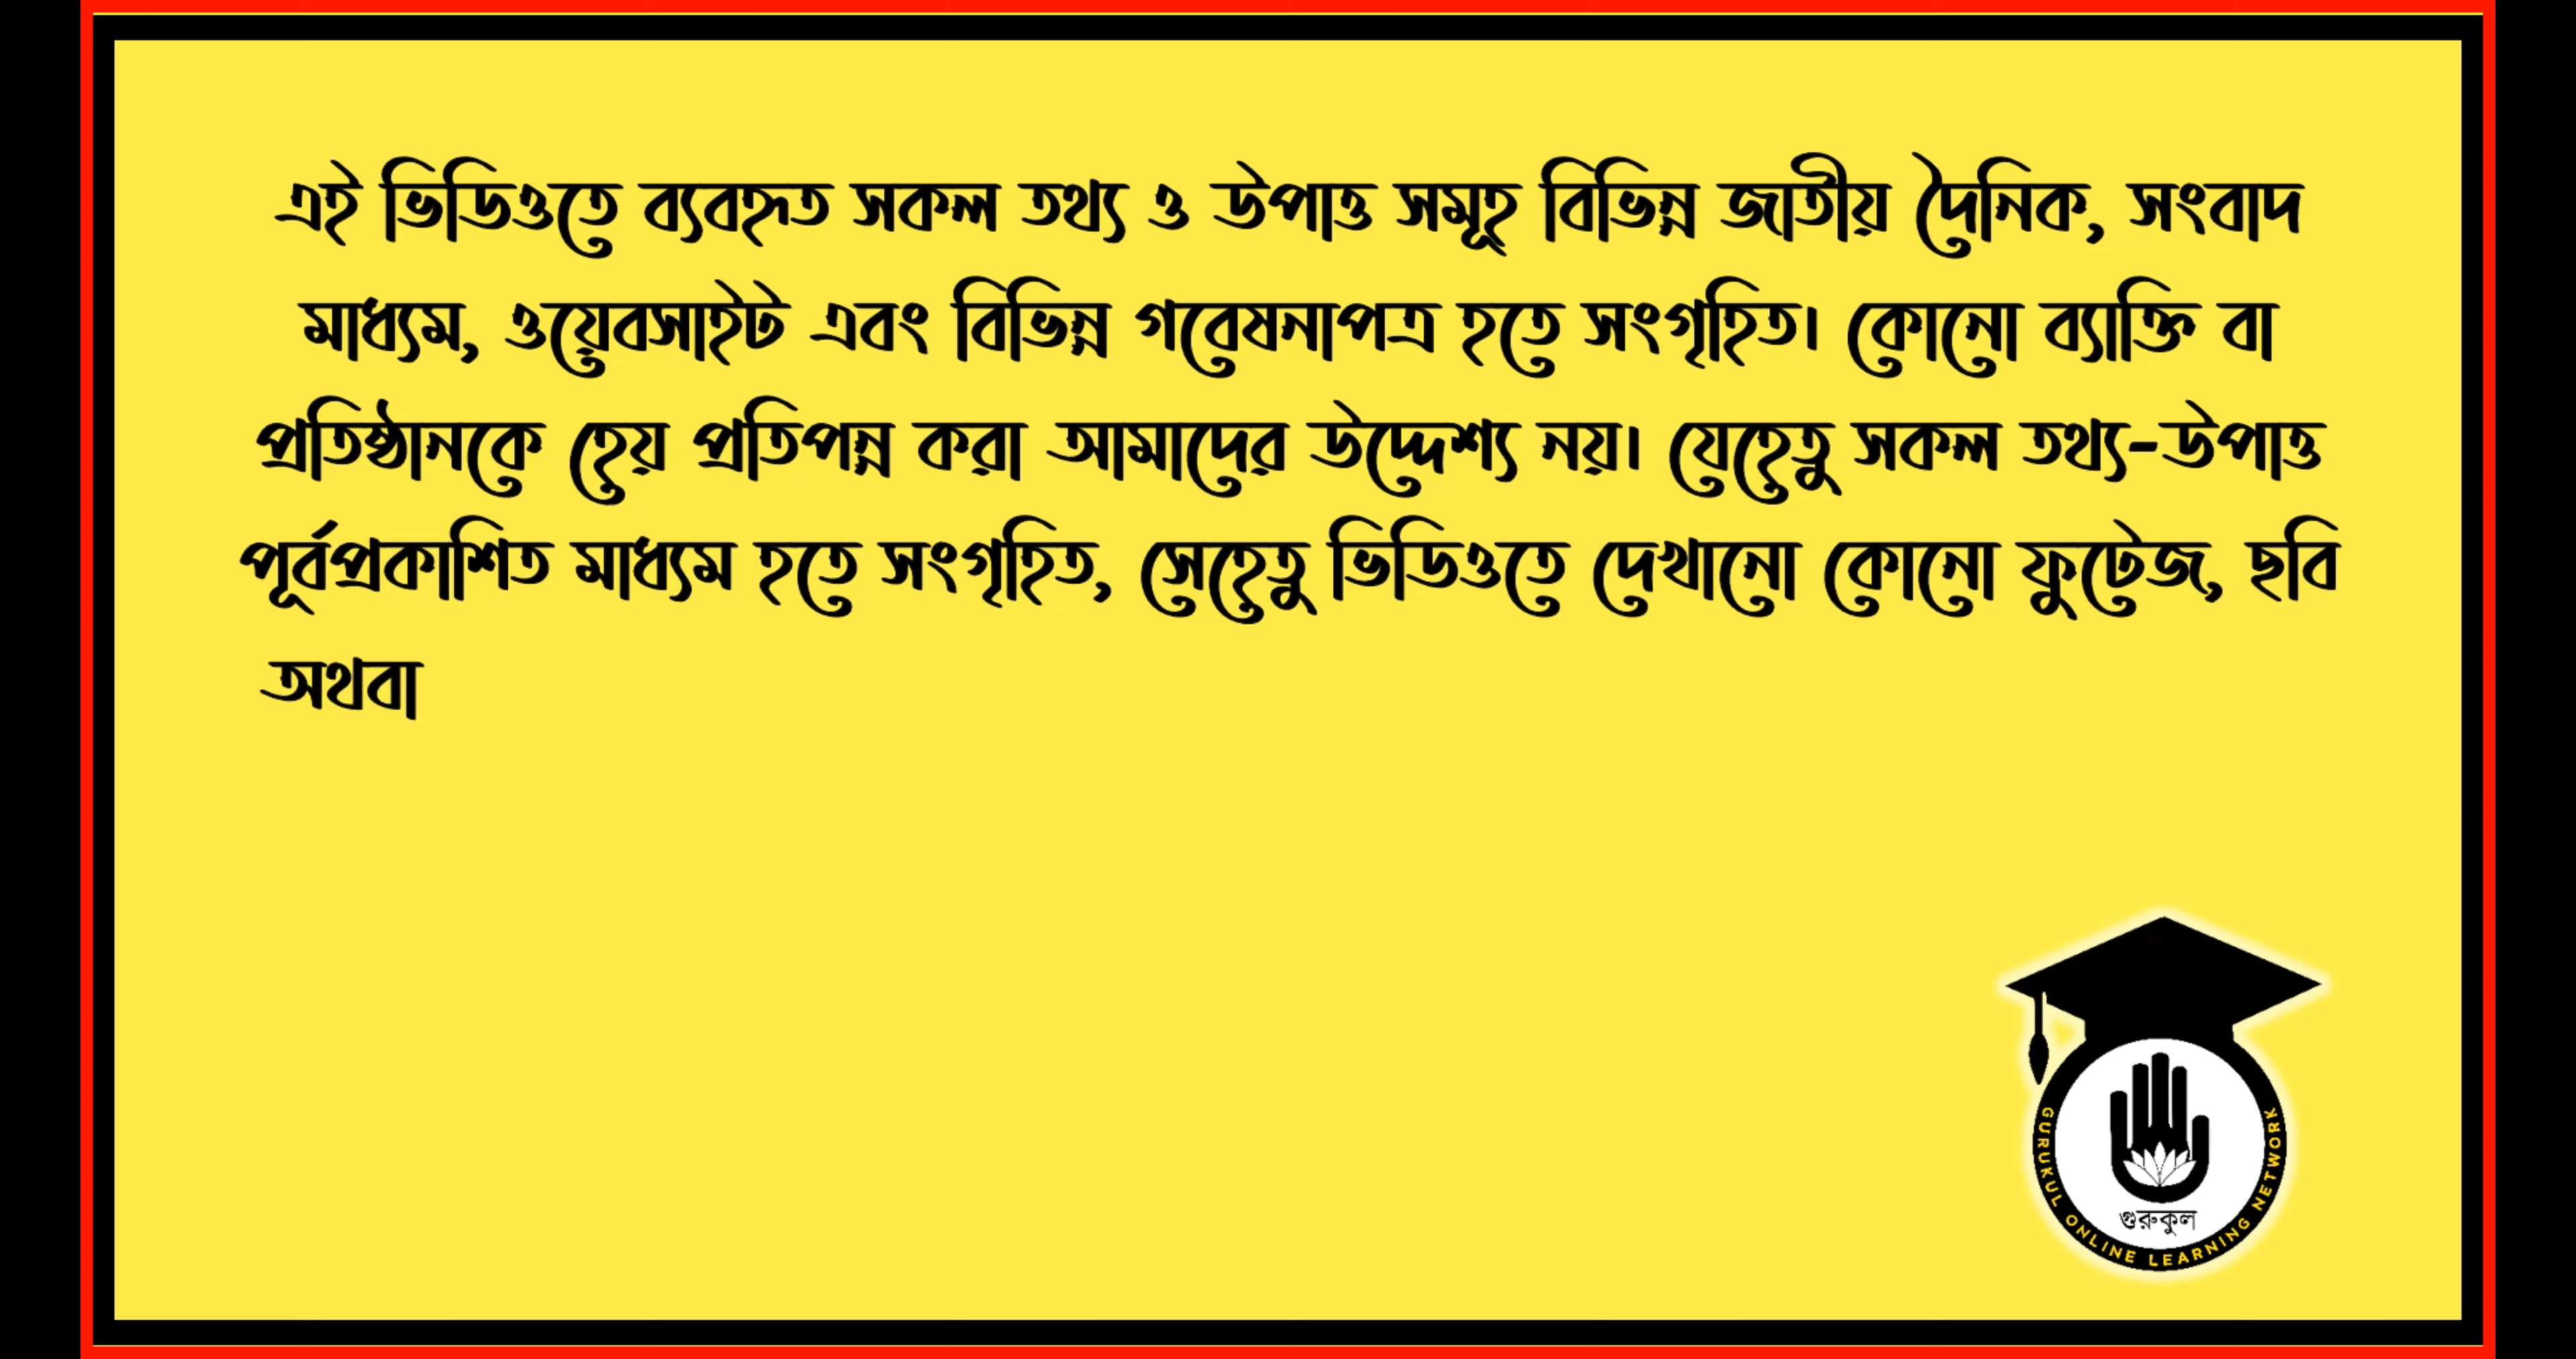 এই ভিডিওতে ব্যবহৃত সকল তথ্য ও উপাত্ত সমূহ বিভিন্ন জাতীয় দৈনিক, সংবাদ
মাধ্যম, ওয়েবসাইট এবং বিভিন্ন গবেষনাপত্র হতে সংগৃহিত। কোনো ব্যাক্তি বা
প্রতিষ্ঠানকে হেয় প্রতিপন্ন করা আমাদের উদ্দেশ্য নয়। যেহেতু সকল তথ্য-উপাত্ত
পূর্বপ্রকাশিত মাধ্যম হতে সংগৃহিত, সেহেতু ভিডিওতে দেখানো কোনো ফুটেজ, ছবি
অথবা
গুরুকুল
GURUKUL ONLINE LEARNING NETWORK